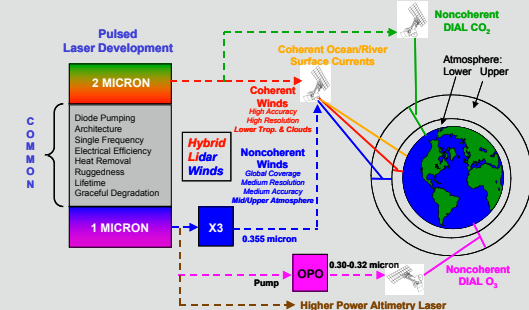 Pulsed
Laser Development
2 MICRON
COMMON
Diode Pumping
Architecture
Single Frequency
Electrical Efficiency
Heat Removal
Ruggedness
Lifetime
Graceful Degradation
1 MICRON
Hybrid
Lidar
Winds
X3
0.355 micron
Coherent Ocean/River
Surface Currents
Coherent
Winds
High Accuracy
High Resolution
Lower Trop. & Clouds
Noncoherent
Winds
Global Coverage
Medium Resolution
Medium Accuracy
Mid/Upper Atmosphere
Noncoherent
DIAL CO2
Atmosphere:
Lower Upper
Pump
OPO
0.30-0.32 micron
Noncoherent
DIAL O3
Higher Power Altimetry Laser